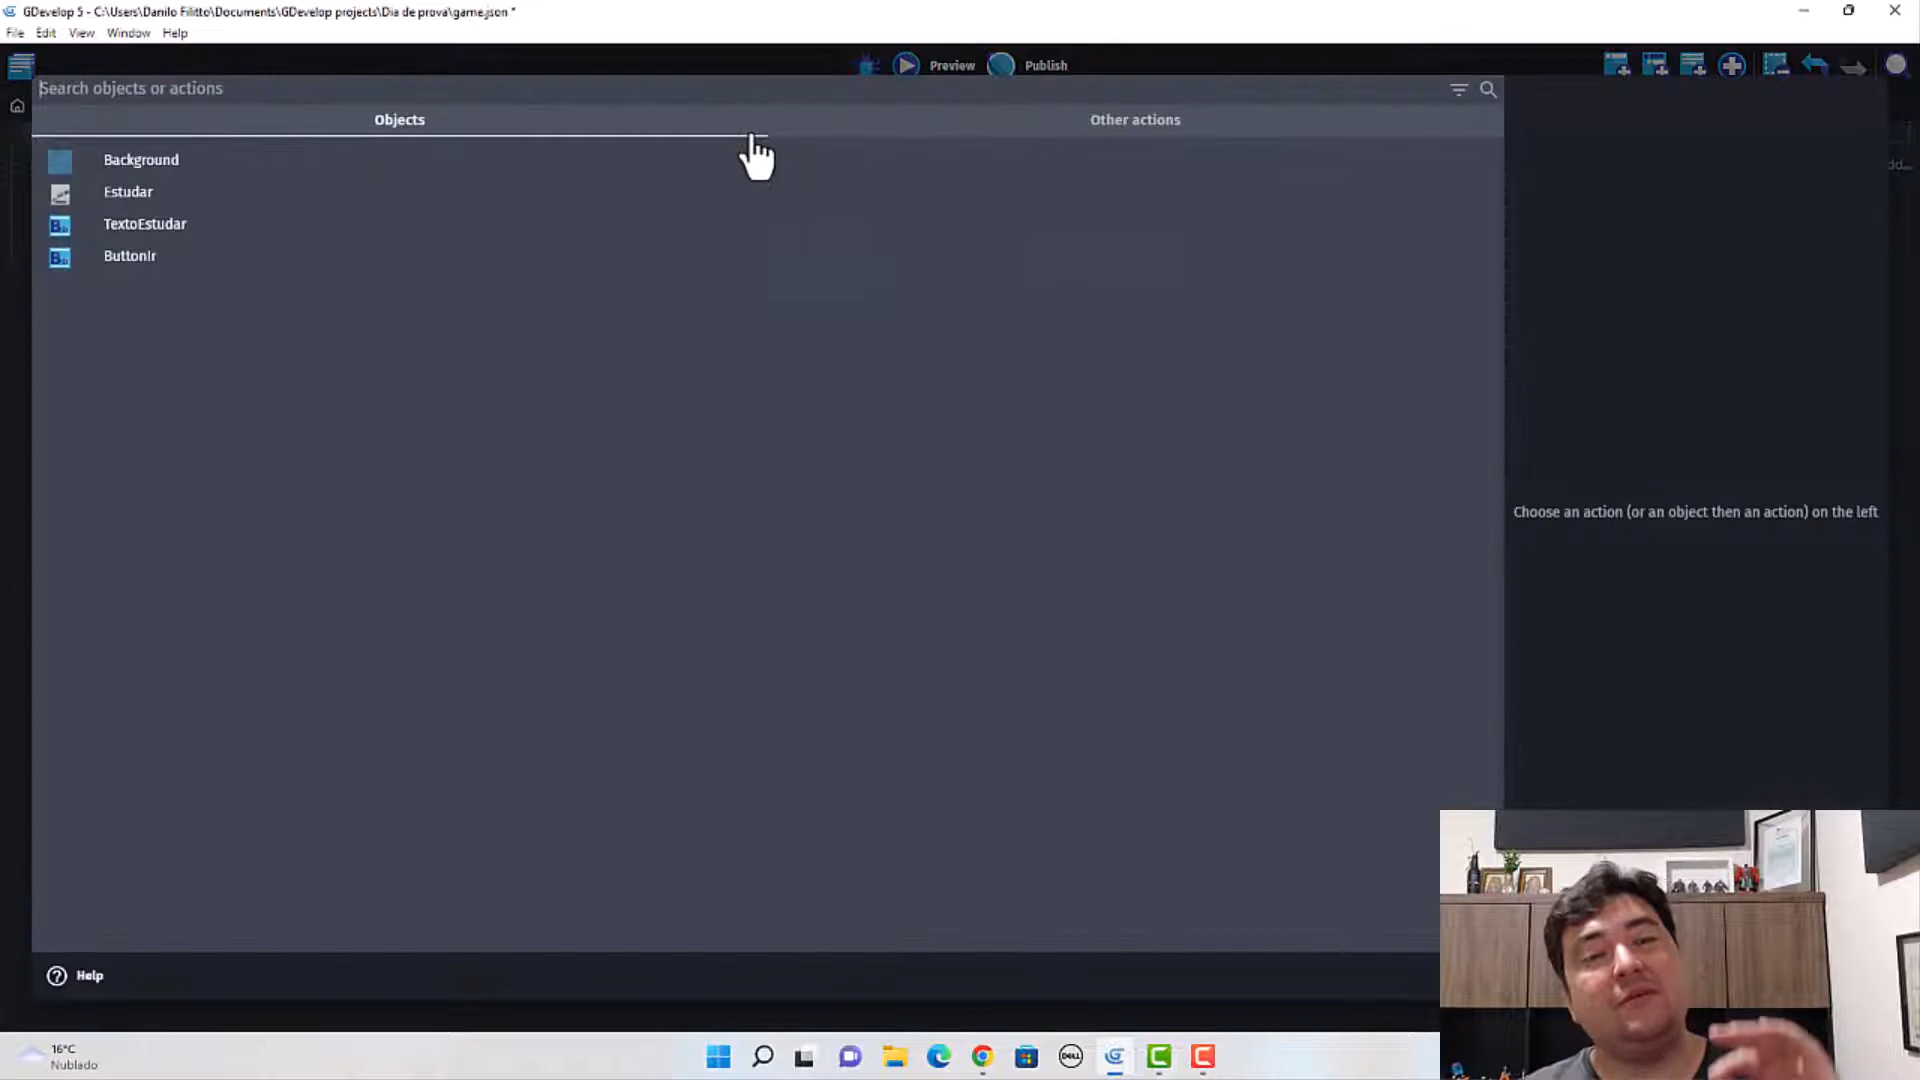 GDevelop 5 - C:\Users\Danilo Filitto\Documents\GDevelop projects\Dia de prova\game.json *
File Edit View Window Help
Preview Publish
Search objects or actions
Objects Other actions
Background
Estudar
TextoEstudar
ButtonIr
Choose an action (or an object then an action) on the left
Help
16°C
Nublado
DELL